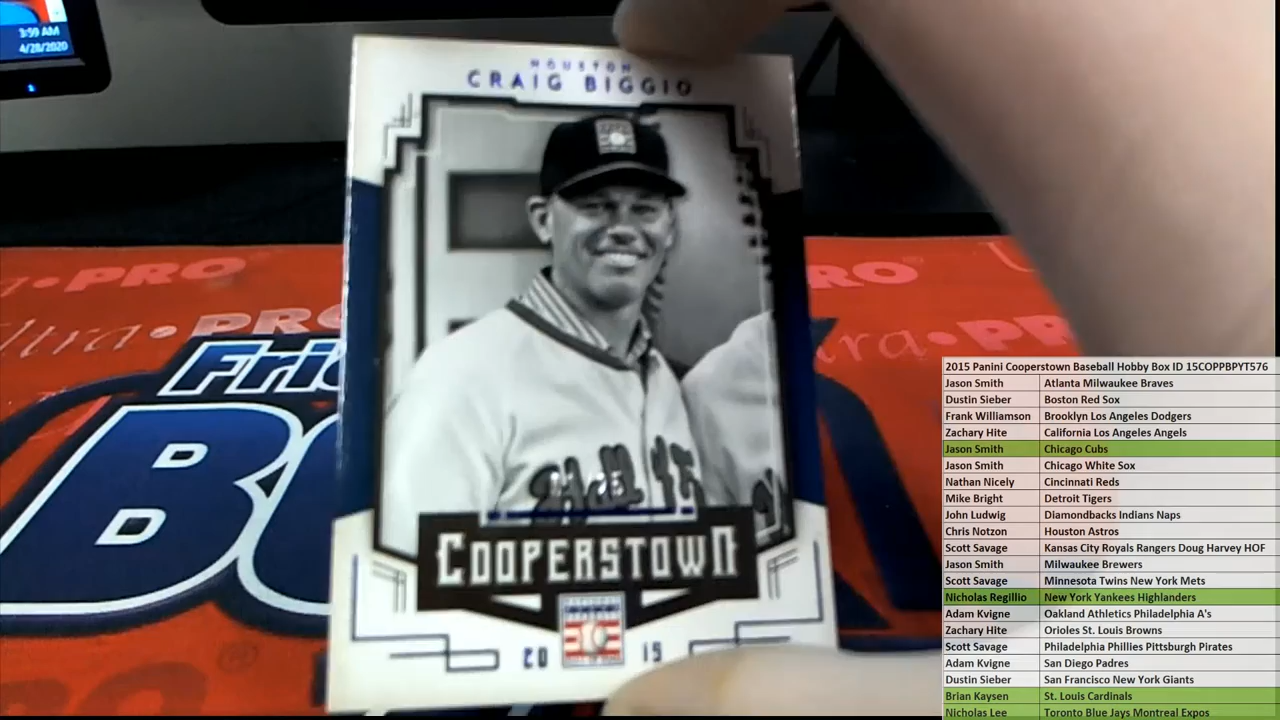 3:59 AM
4/28/2020
HOUSTON
CRAIG BIGGIO
COOPERSTOWN
20 15
Ultra PRO
PRO
2015 Panini Cooperstown Baseball Hobby Box ID 15COPPBPYT576
Jason Smith Atlanta Milwaukee Braves
Dustin Sieber Boston Red Sox
Frank Williamson Brooklyn Los Angeles Dodgers
Zachary Hite California Los Angeles Angels
Jason Smith Chicago Cubs
Jason Smith Chicago White Sox
Nathan Nicely Cincinnati Reds
Mike Bright Detroit Tigers
John Ludwig Diamondbacks Indians Naps
Chris Notzon Houston Astros
Scott Savage Kansas City Royals Rangers Doug Harvey HOF
Jason Smith Milwaukee Brewers
Scott Savage Minnesota Twins New York Mets
Nicholas Regillio New York Yankees Highlanders
Adam Kvigne Oakland Athletics Philadelphia A's
Zachary Hite Orioles St. Louis Browns
Scott Savage Philadelphia Phillies Pittsburgh Pirates
Adam Kvigne San Diego Padres
Dustin Sieber San Francisco New York Giants
Brian Kaysen St. Louis Cardinals
Nicholas Lee Toronto Blue Jays Montreal Expos